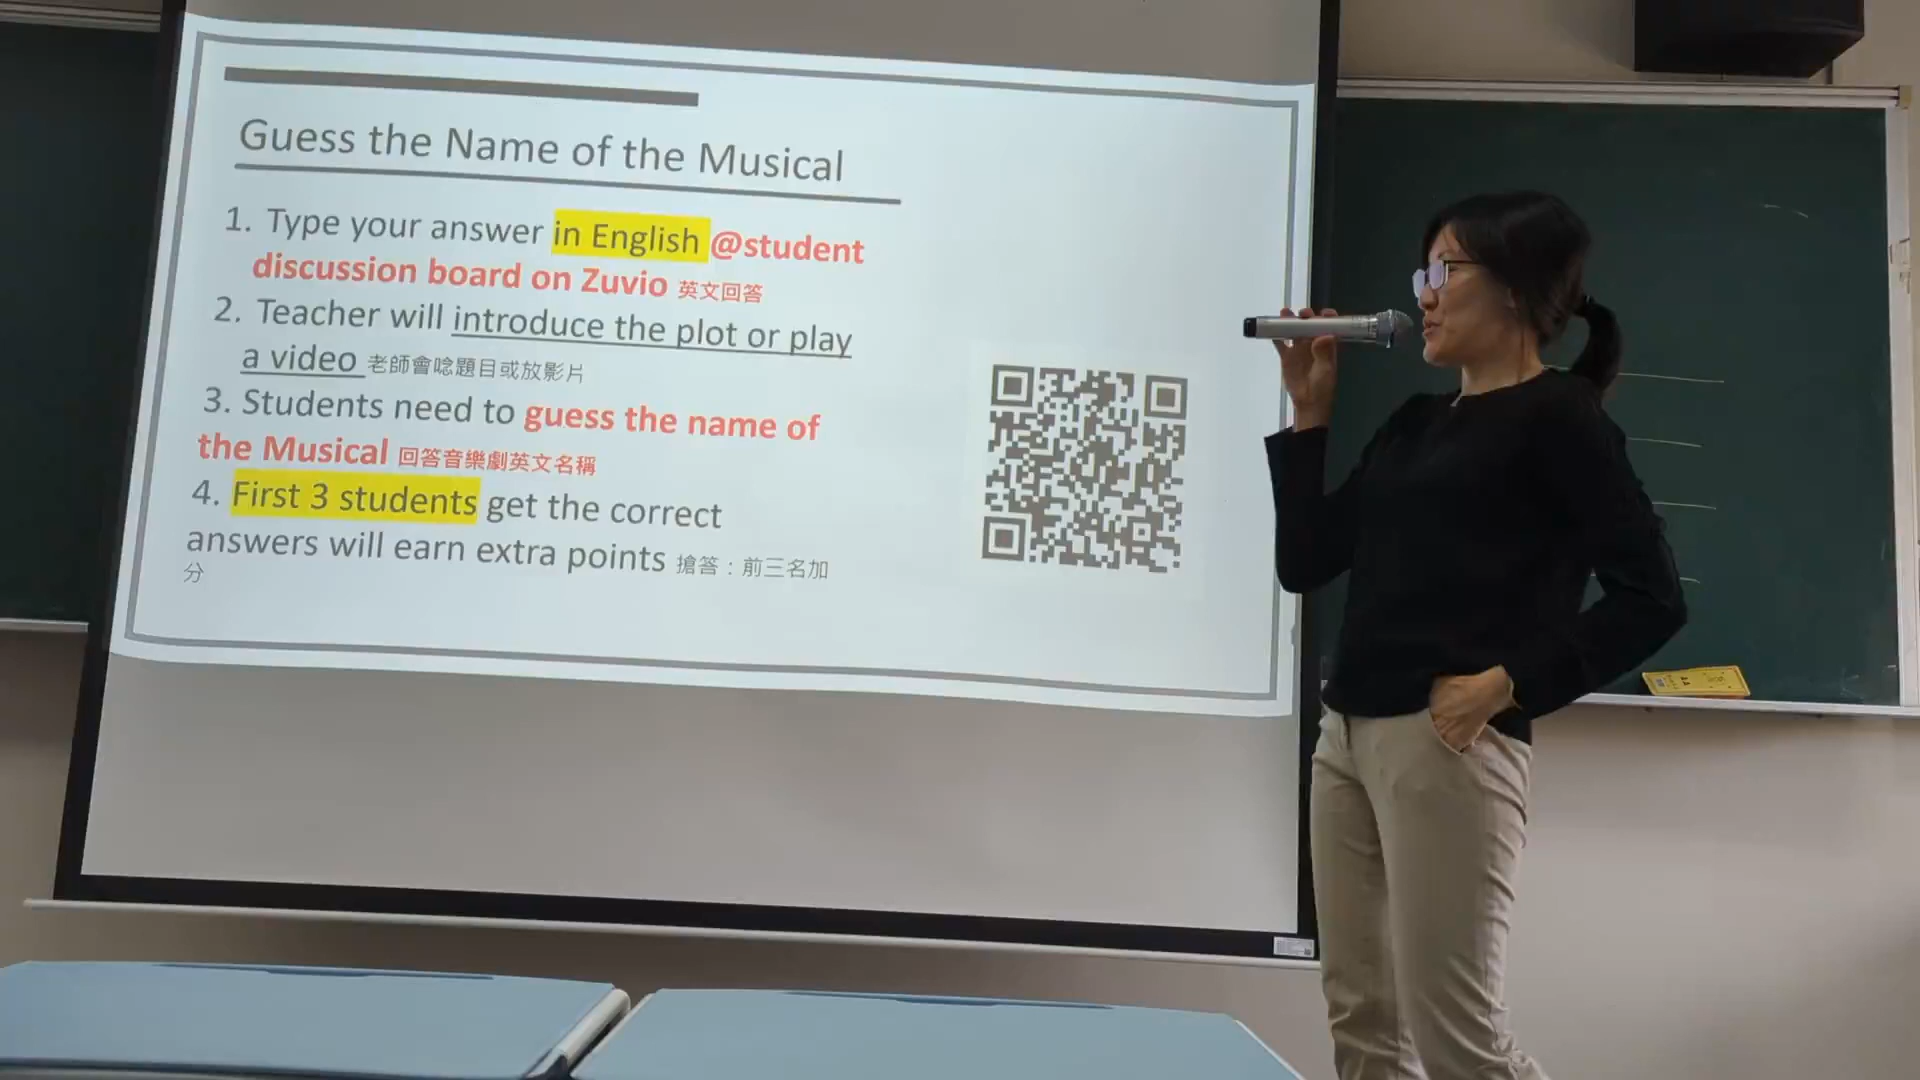 Guess the Name of the Musical
1. Type your answer in English @student
discussion board on Zuvio 英文回答
2. Teacher will introduce the plot or play
a video 老師會唸題目或放影片
3. Students need to guess the name of
the Musical 回答音樂劇英文名稱
4. First 3 students get the correct
answers will earn extra points 搶答：前三名加
分